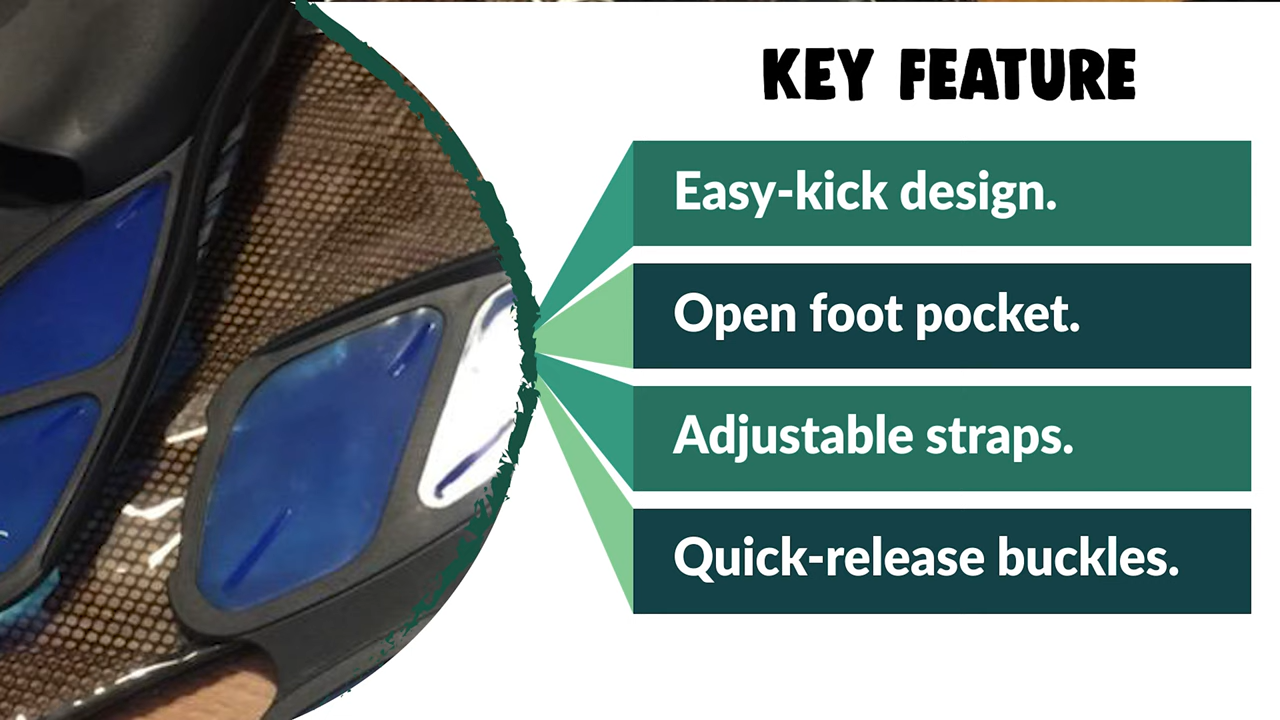 KEY FEATURE
Easy-kick design.
Open foot pocket.
Adjustable straps.
Quick-release buckles.